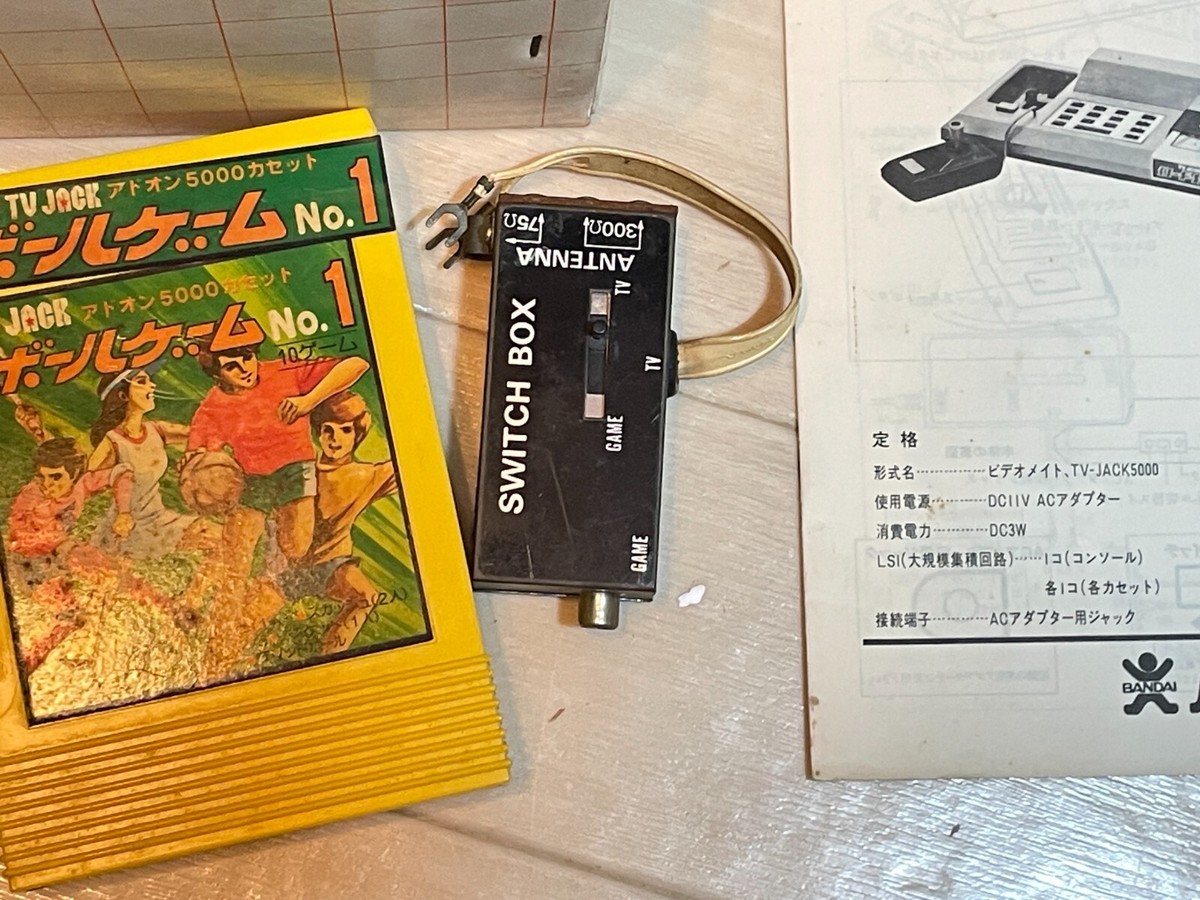 TV JACK アドオン5000カセット
ボールゲーム No.1
JACK アドオン5000カセット
ボールゲーム No.1
10ゲーム
75Ω
300Ω
ANTENNA
TV
SWITCH BOX
TV
GAME
GAME
定格
形式名…………ビデオメイト、TV-JACK5000
使用電源………DC11V ACアダプター
消費電力………DC3W
LSI(大規模集積回路)……1コ(コンソール)
各1コ(各カセット)
接続端子…………ACアダプター用ジャック
BANDAI